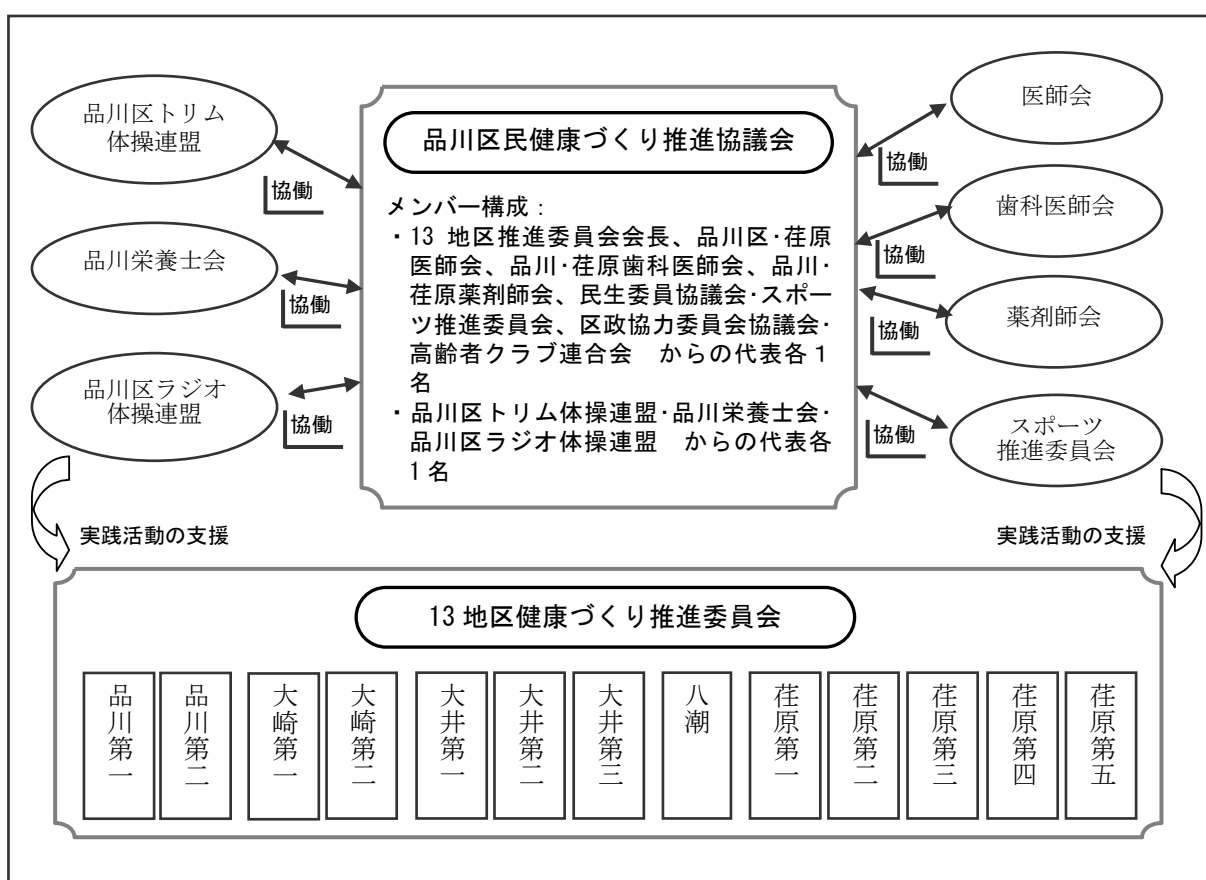 品川区トリム
体操連盟
協働
品川栄養士会
協働
品川区ラジオ
体操連盟
協働
品川区民健康づくり推進協議会
メンバー構成：
・13 地区推進委員会会長、品川区･荏原
医師会、品川･荏原歯科医師会、品川･
荏原薬剤師会、民生委員協議会･スポー
ツ推進委員会、区政協力委員会協議会･
高齢者クラブ連合会　からの代表各１
名
・品川区トリム体操連盟･品川栄養士会･
品川区ラジオ体操連盟　からの代表各
１名
医師会
協働
歯科医師会
協働
薬剤師会
協働
スポーツ
推進委員会
協働
実践活動の支援
実践活動の支援
13 地区健康づくり推進委員会
品川第一
品川第二
大崎第一
大崎第二
大井第一
大井第二
大井第三
八潮
荏原第一
荏原第二
荏原第三
荏原第四
荏原第五